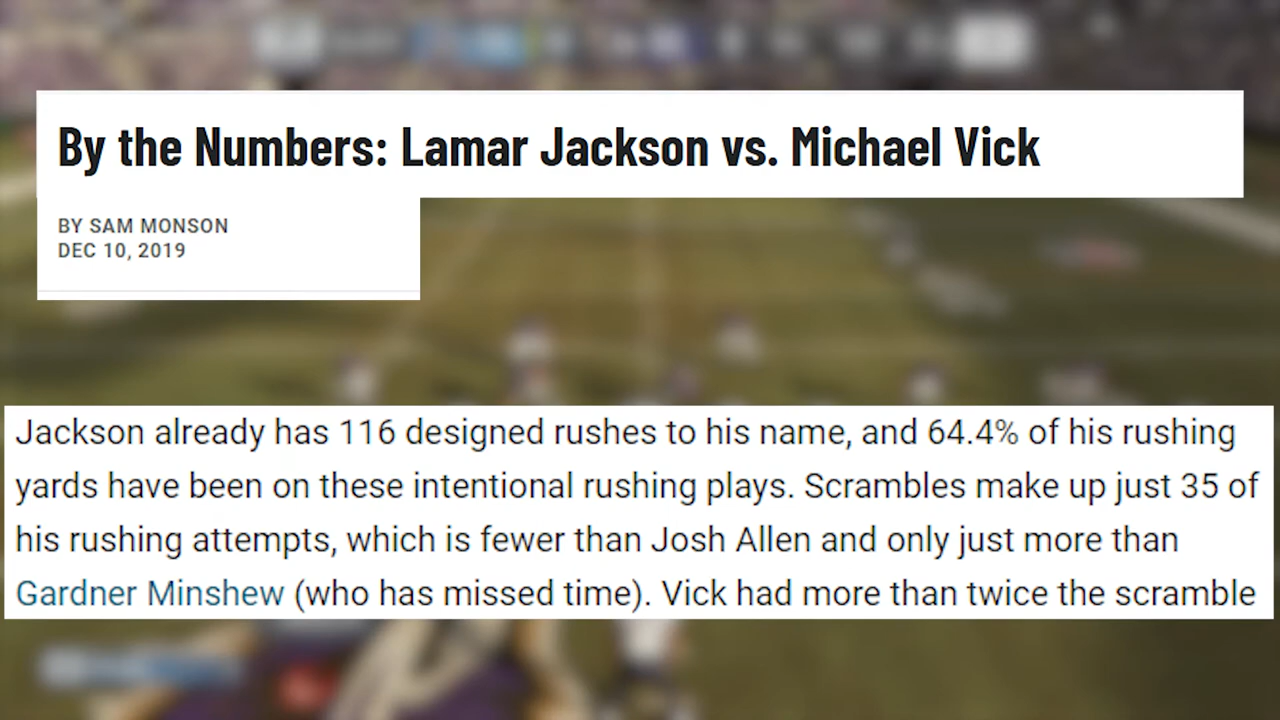 By the Numbers: Lamar Jackson vs. Michael Vick
BY SAM MONSON
DEC 10, 2019
Jackson already has 116 designed rushes to his name, and 64.4% of his rushing
yards have been on these intentional rushing plays. Scrambles make up just 35 of
his rushing attempts, which is fewer than Josh Allen and only just more than
Gardner Minshew (who has missed time). Vick had more than twice the scramble